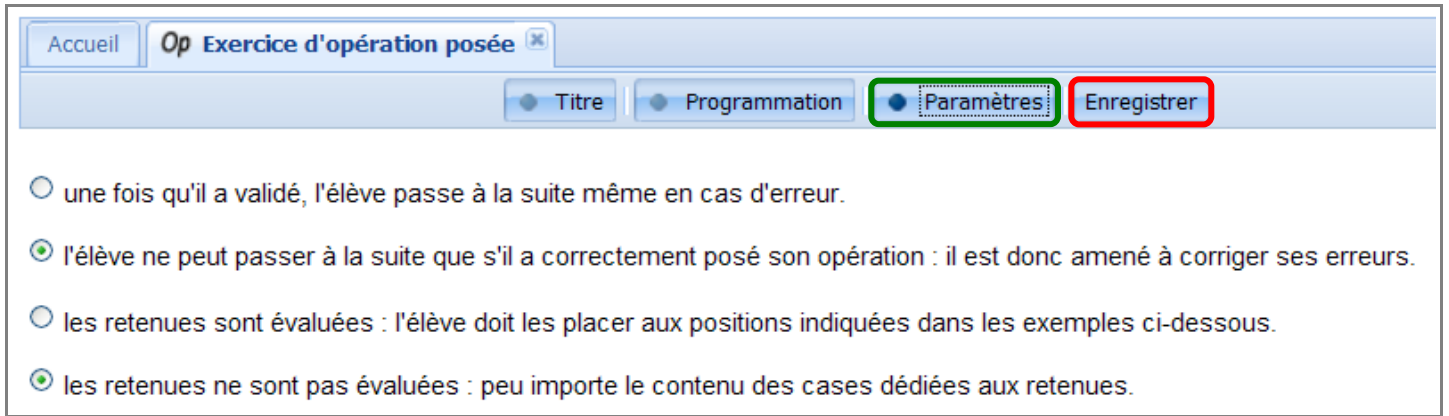 Accueil Op Exercice d'opération posée
Titre Programmation Paramètres Enregistrer
une fois qu'il a validé, l'élève passe à la suite même en cas d'erreur.
l'élève ne peut passer à la suite que s'il a correctement posé son opération : il est donc amené à corriger ses erreurs.
les retenues sont évaluées : l'élève doit les placer aux positions indiquées dans les exemples ci-dessous.
les retenues ne sont pas évaluées : peu importe le contenu des cases dédiées aux retenues.